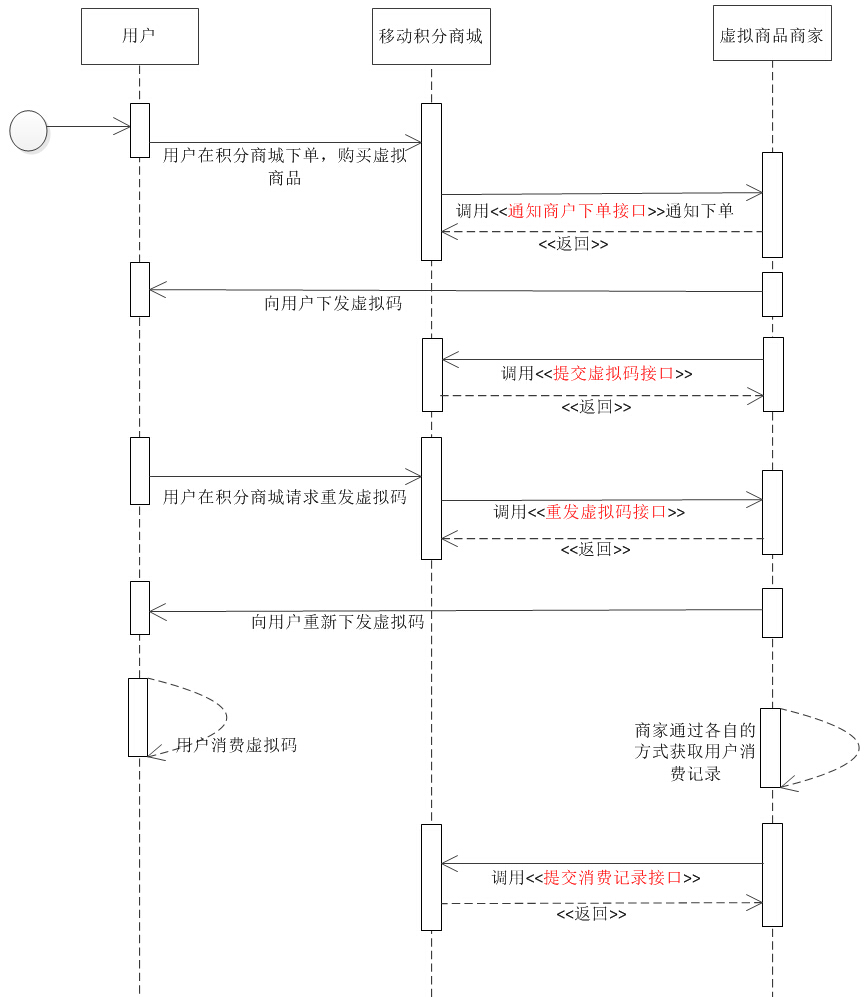 用户
移动积分商城
虚拟商品商家
用户在积分商城下单，购买虚拟
商品
调用<<通知商户下单接口>>通知下单
<<返回>>
向用户下发虚拟码
调用<<提交虚拟码接口>>
<<返回>>
用户在积分商城请求重发虚拟码
调用<<重发虚拟码接口>>
<<返回>>
向用户重新下发虚拟码
用户消费虚拟码
商家通过各自的
方式获取用户消
费记录
调用<<提交消费记录接口>>
<<返回>>